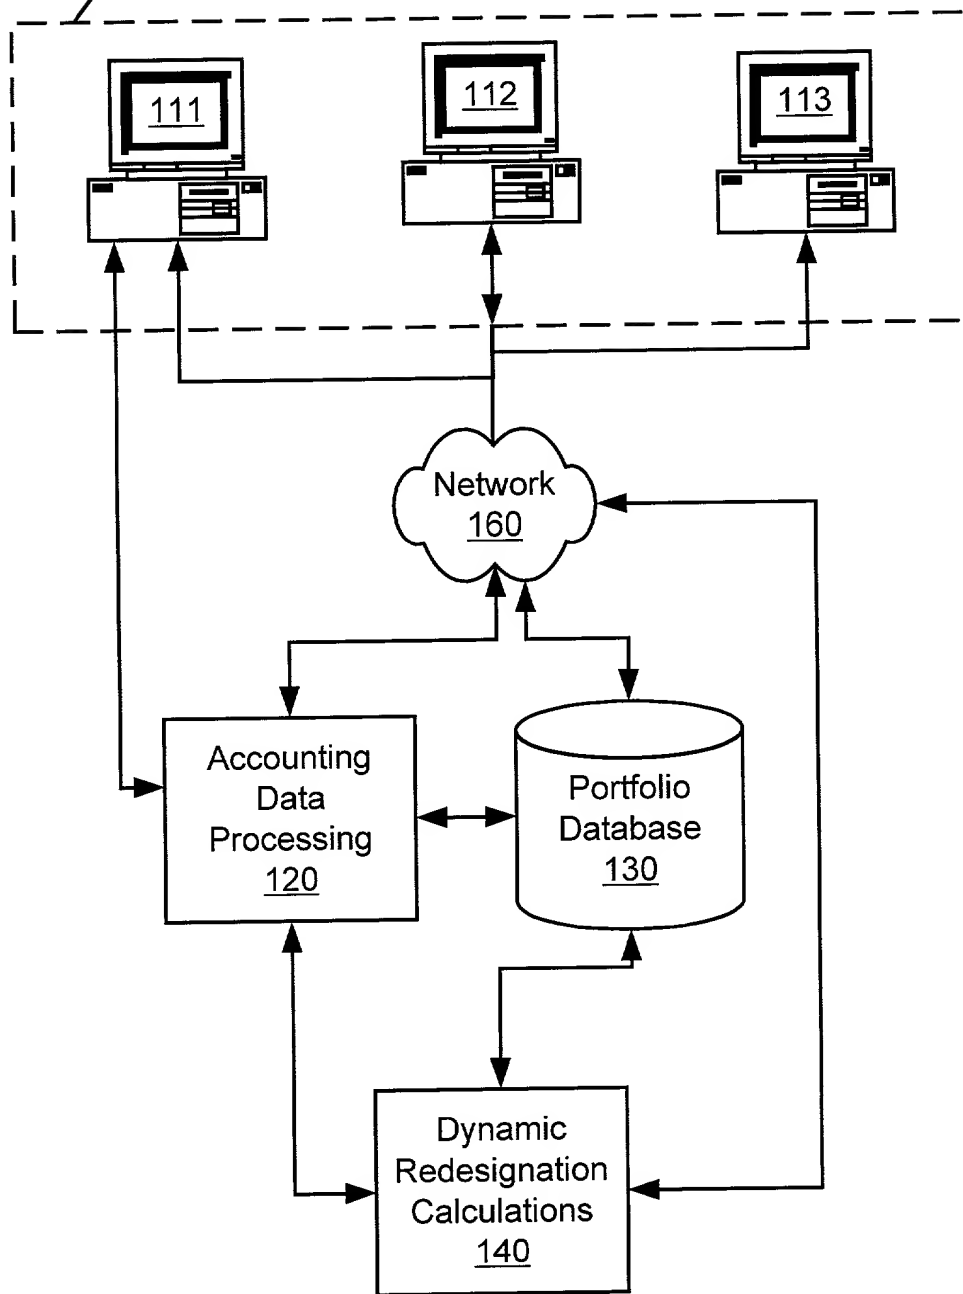 111
112
113
Network
160
Accounting
Data
Processing
120
Portfolio
Database
130
Dynamic
Redesignation
Calculations
140